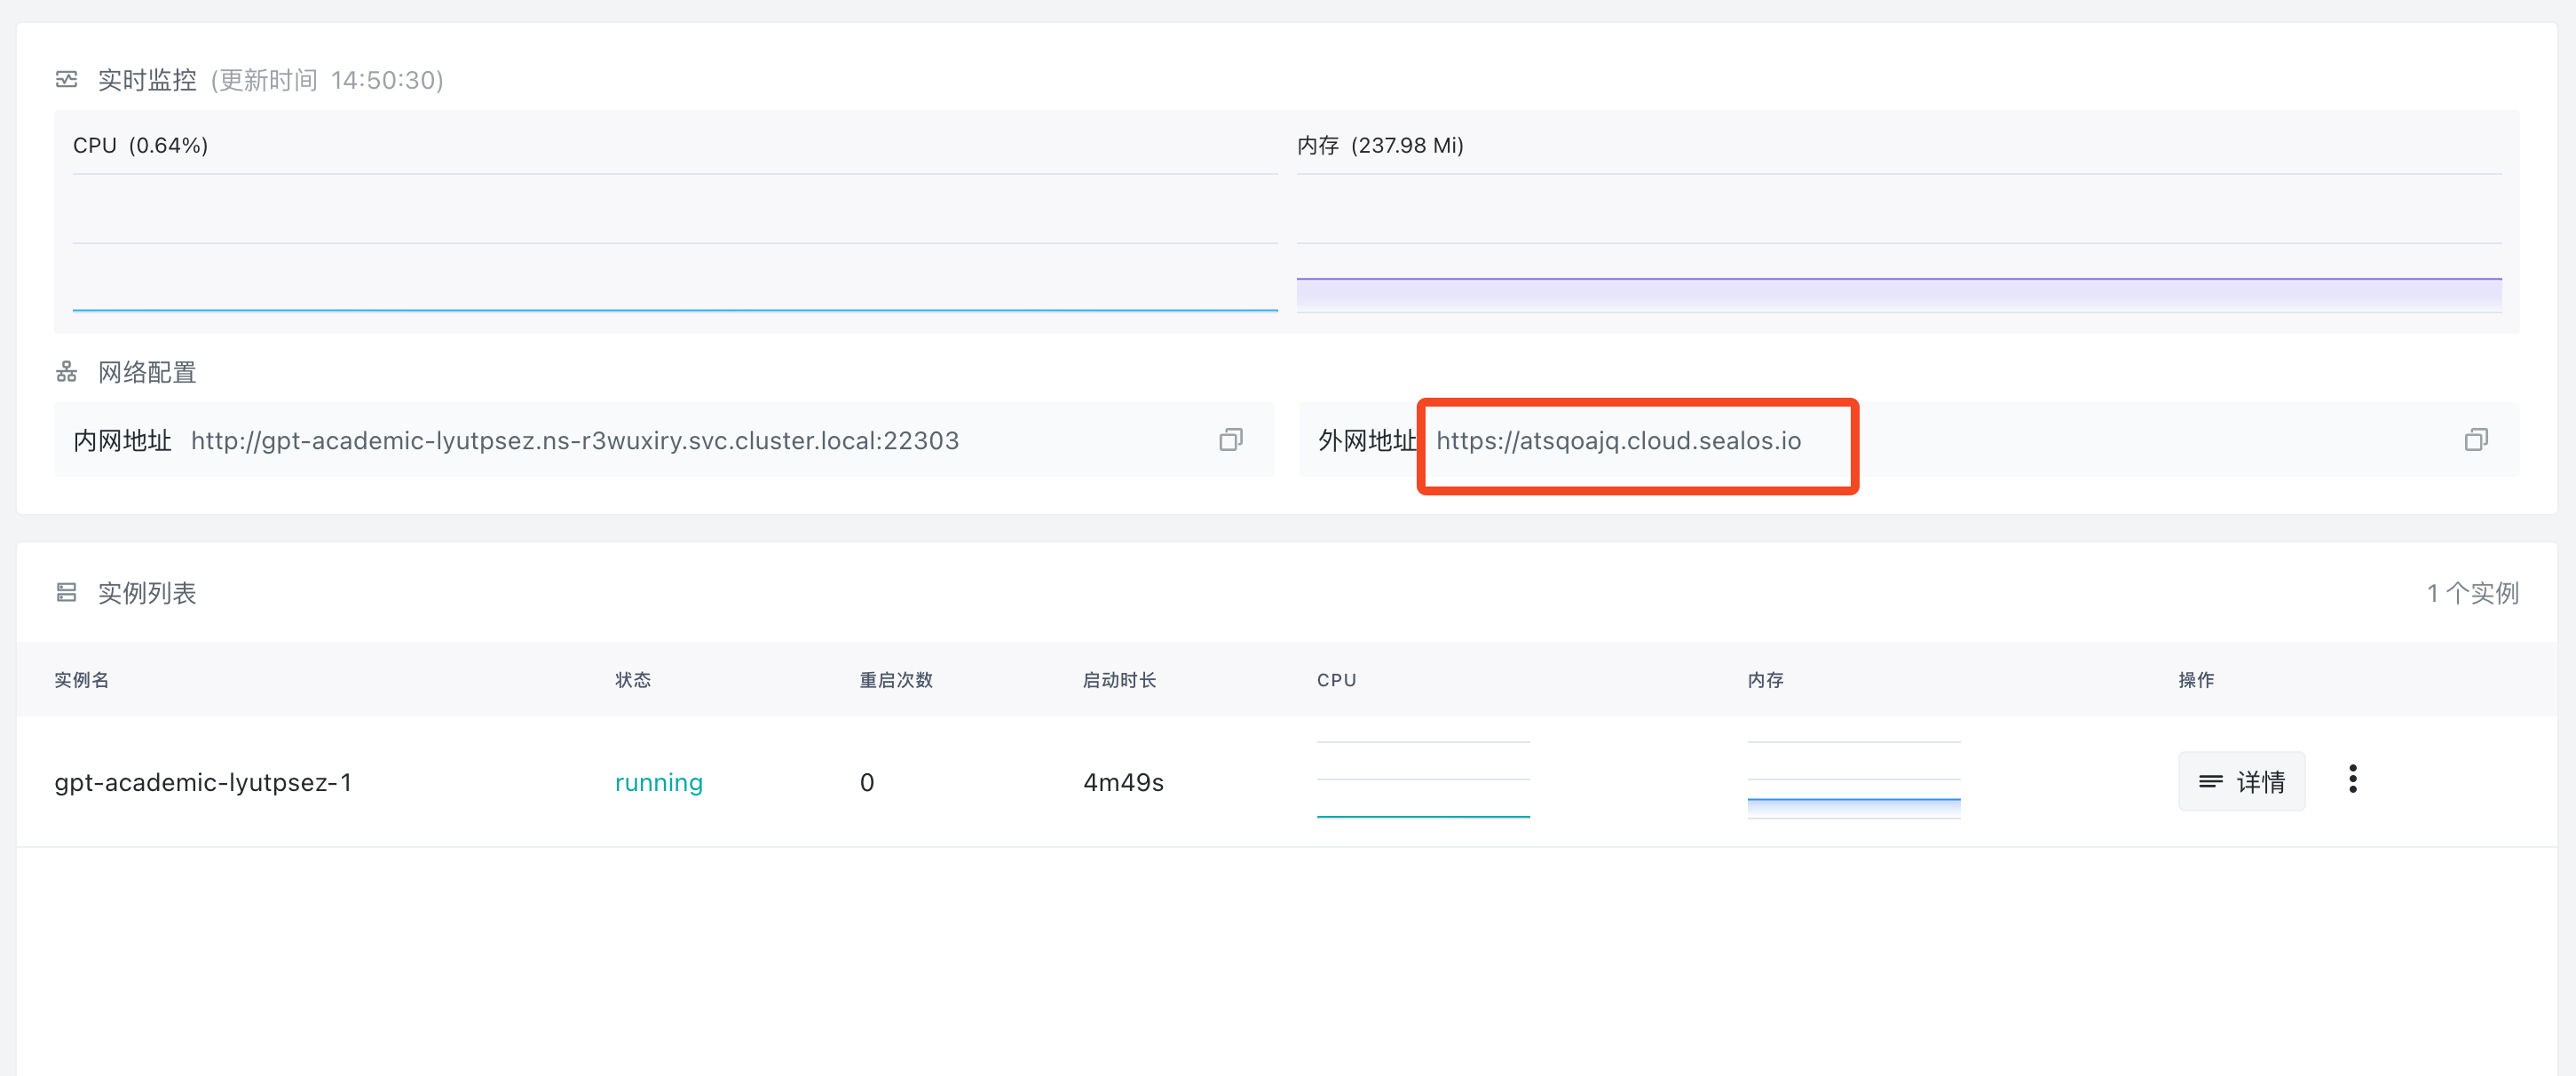 实时监控 (更新时间 14:50:30)
CPU (0.64%)
内存 (237.98 Mi)
网络配置
内网地址 http://gpt-academic-lyutpsez.ns-r3wuxiry.svc.cluster.local:22303
外网地址 https://atsqoajq.cloud.sealos.io
实例列表
1 个实例
实例名 状态 重启次数 启动时长 CPU 内存 操作
gpt-academic-lyutpsez-1 running 0 4m49s 详情